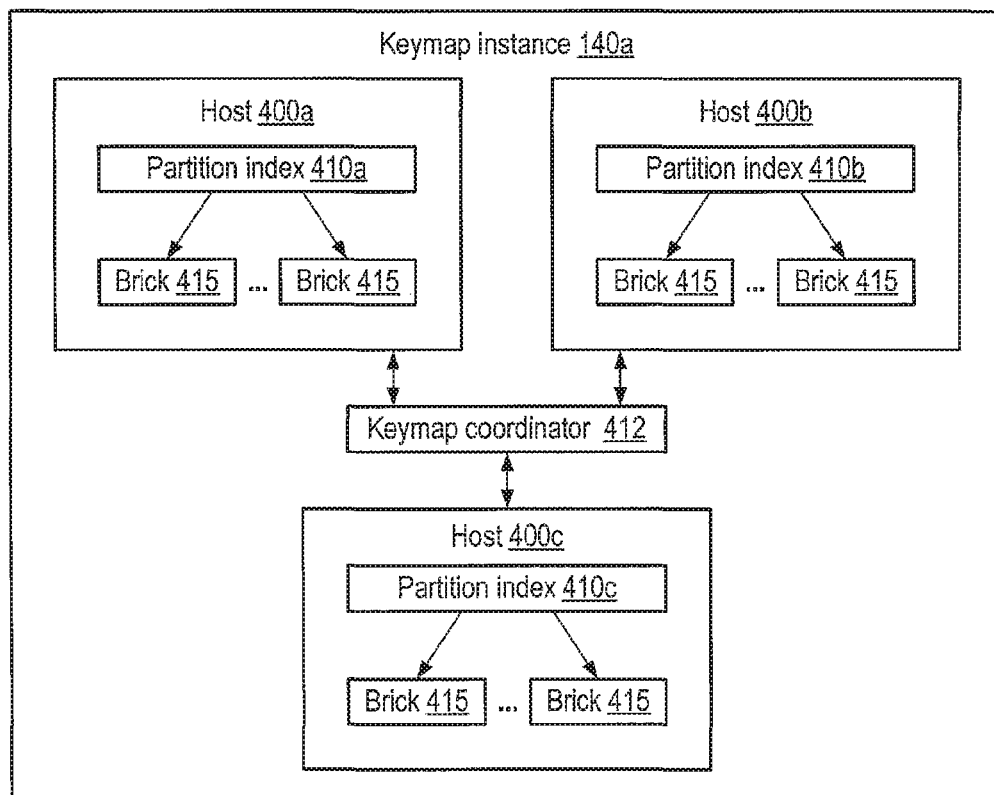 Keymap instance 140a
Host 400a
Partition index 410a
Brick 415 ... Brick 415
Host 400b
Partition index 410b
Brick 415 ... Brick 415
Keymap coordinator 412
Host 400c
Partition index 410c
Brick 415 ... Brick 415